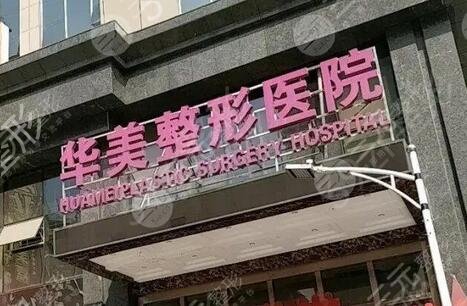 华美整形医院
HUAMEI PLASTIC SURGERY HOSPITAL